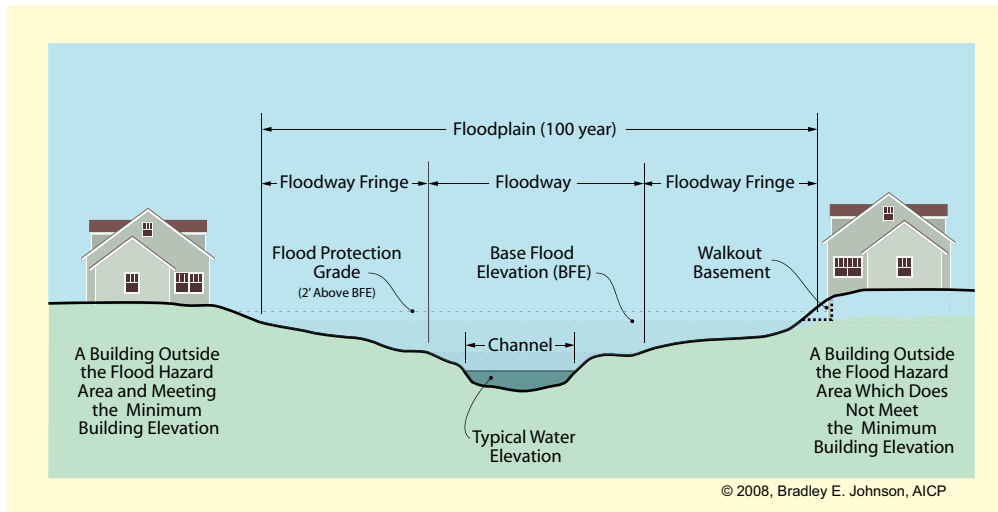 Floodplain (100 year)
Floodway Fringe
Floodway
Floodway Fringe
Flood Protection
Grade
(2' Above BFE)
Base Flood
Elevation (BFE)
Walkout
Basement
Channel
A Building Outside
the Flood Hazard
Area and Meeting
the Minimum
Building Elevation
Typical Water
Elevation
A Building Outside
the Flood Hazard
Area Which Does
Not Meet
the Minimum
Building Elevation
© 2008, Bradley E. Johnson, AICP